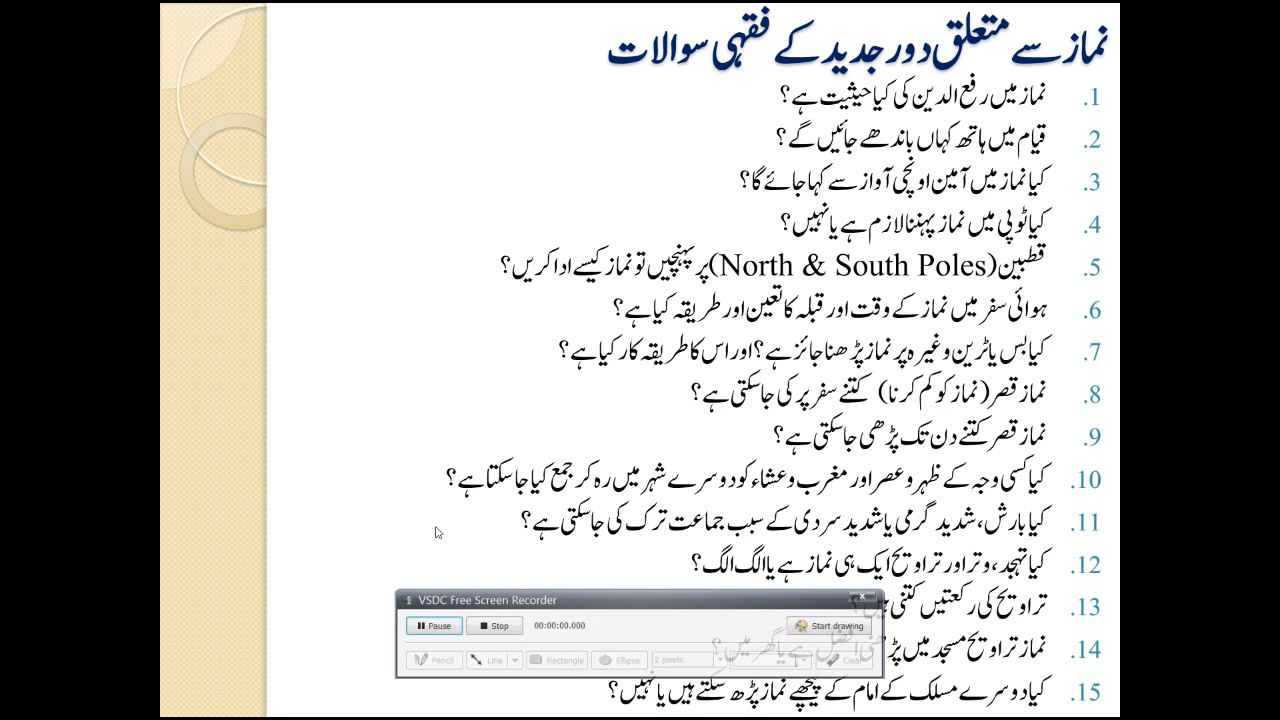 نماز سے متعلق دور جدید کے فقہی سوالات
1. نماز میں رفع الدین کی کیا حیثیت ہے؟
2. قیام میں ہاتھ کہاں باندھے جائیں گے؟
3. کیا نماز میں آمین اونچی آواز سے کہا جائے گا؟
4. کیا ٹوپی میں نماز پہننا لازم ہے یا نہیں؟
5. قطبین (North & South Poles) پر پہنچیں تو نماز کیسے ادا کریں؟
6. ہوائی سفر میں نماز کے وقت اور قبلہ کا تعین اور طریقہ کیا ہے؟
7. کیا بس یا ٹرین وغیرہ پر نماز پڑھنا جائز ہے؟ اور اس کا طریقہ کار کیا ہے؟
8. نماز قصر (نماز کو کم کرنا) کتنے سفر پر کی جاسکتی ہے؟
9. نماز قصر کتنے دن تک پڑھی جاسکتی ہے؟
10. کیا کسی وجہ کے ظہر و عصر اور مغرب و عشاء کو دوسرے شہر میں رہ کر جمع کیا جاسکتا ہے؟
11. کیا بارش، شدید گرمی یا شدید سردی کے سبب جماعت ترک کی جاسکتی ہے؟
12. کیا تہجد، وتر اور تراویح ایک ہی نماز ہے یا الگ الگ؟
13. تراویح کی رکعتیں کتنی ہیں؟
VSDC Free Screen Recorder
Pause Stop 00:00:00.000 Start drawing
14. نماز تراویح مسجد میں پڑھنی افضل ہے یا گھر میں؟
Pencil Line Rectangle Ellipse 2 pixels Clear
15. کیا دوسرے مسلک کے امام کے پیچھے نماز پڑھ سکتے ہیں یا نہیں؟